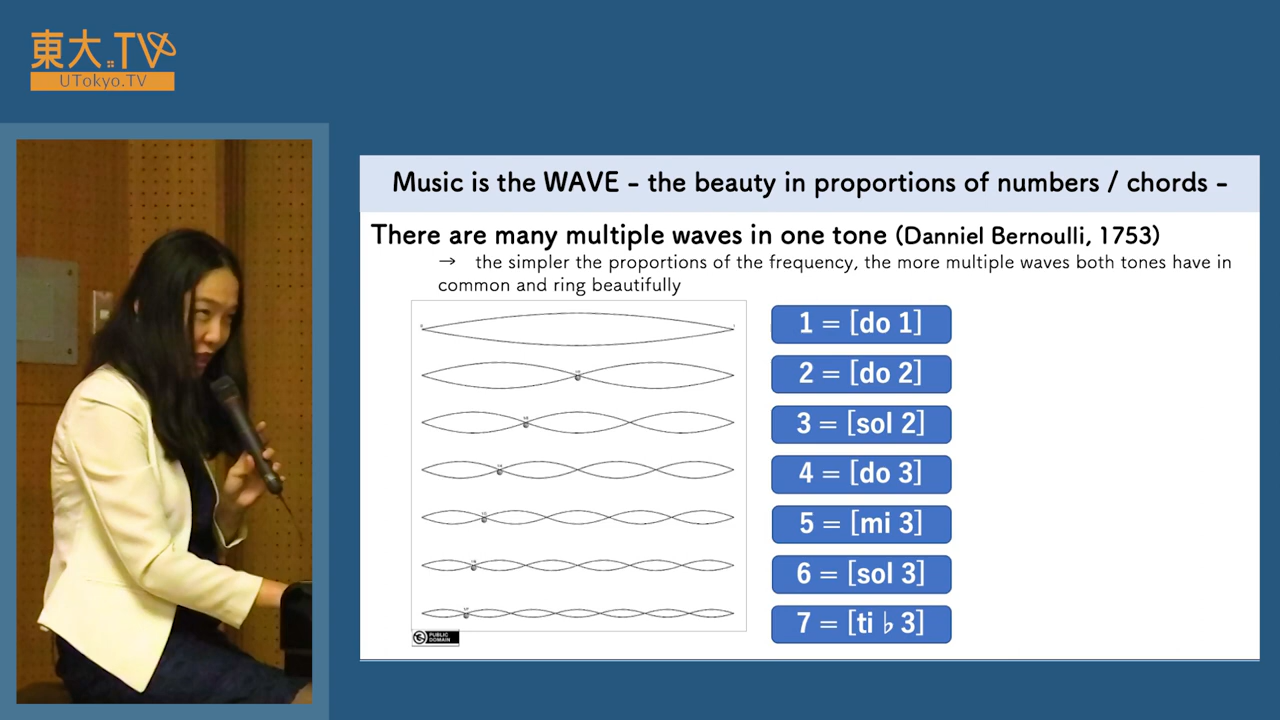 東大.TV
UTokyo.TV
Music is the WAVE - the beauty in proportions of numbers / chords -
There are many multiple waves in one tone (Danniel Bernoulli, 1753)
→ the simpler the proportions of the frequency, the more multiple waves both tones have in
common and ring beautifully
1 = [do 1]
2 = [do 2]
3 = [sol 2]
4 = [do 3]
5 = [mi 3]
6 = [sol 3]
7 = [ti ♭ 3]
PUBLIC
DOMAIN